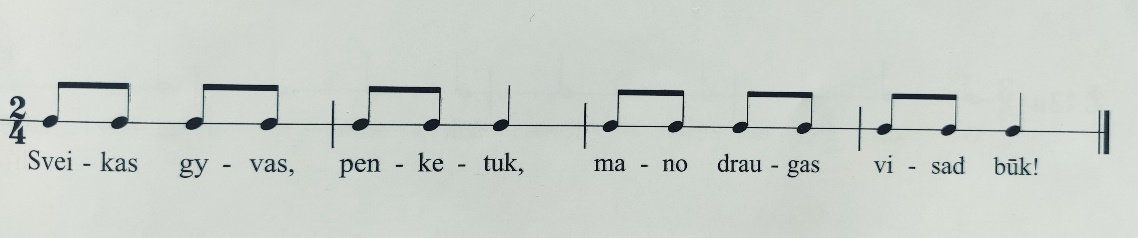 2
4
Svei - kas gy - vas, pen - ke - tuk, ma - no drau - gas vi - sad būk!